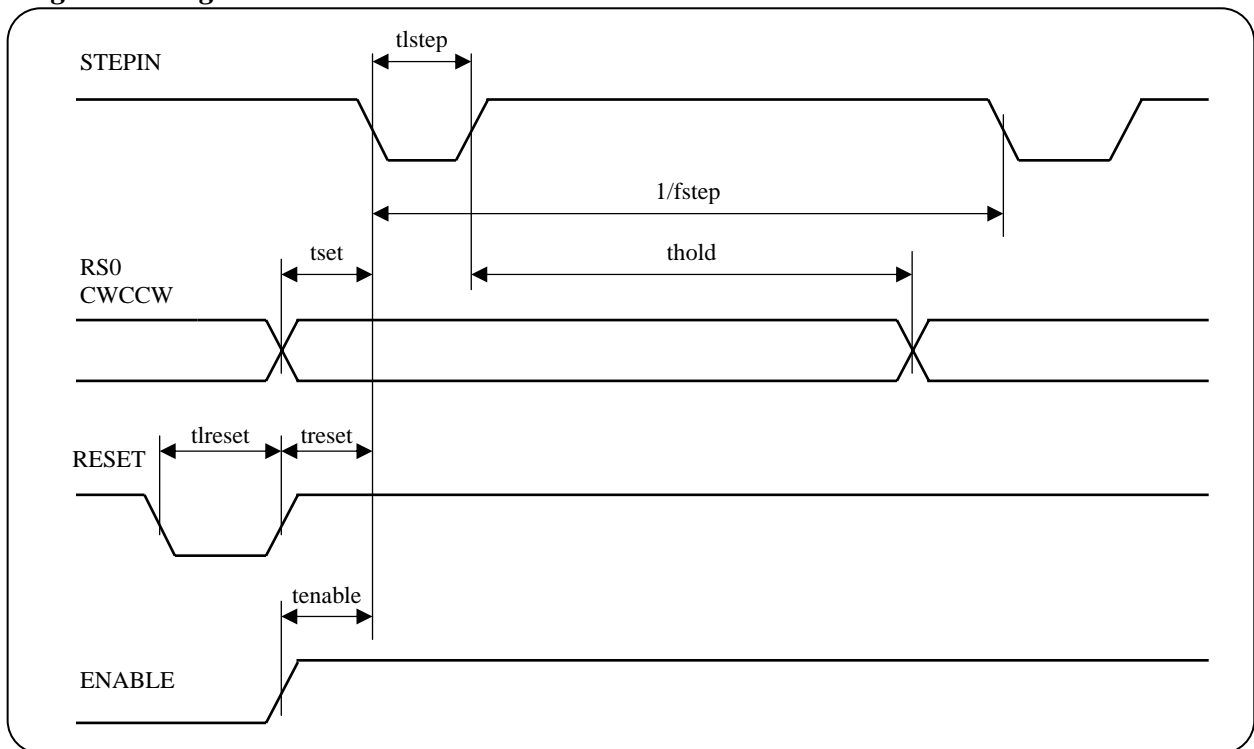 tlstep
STEPIN
1/fstep
tset
thold
RS0
CWCCW
tlreset
treset
RESET
tenable
ENABLE